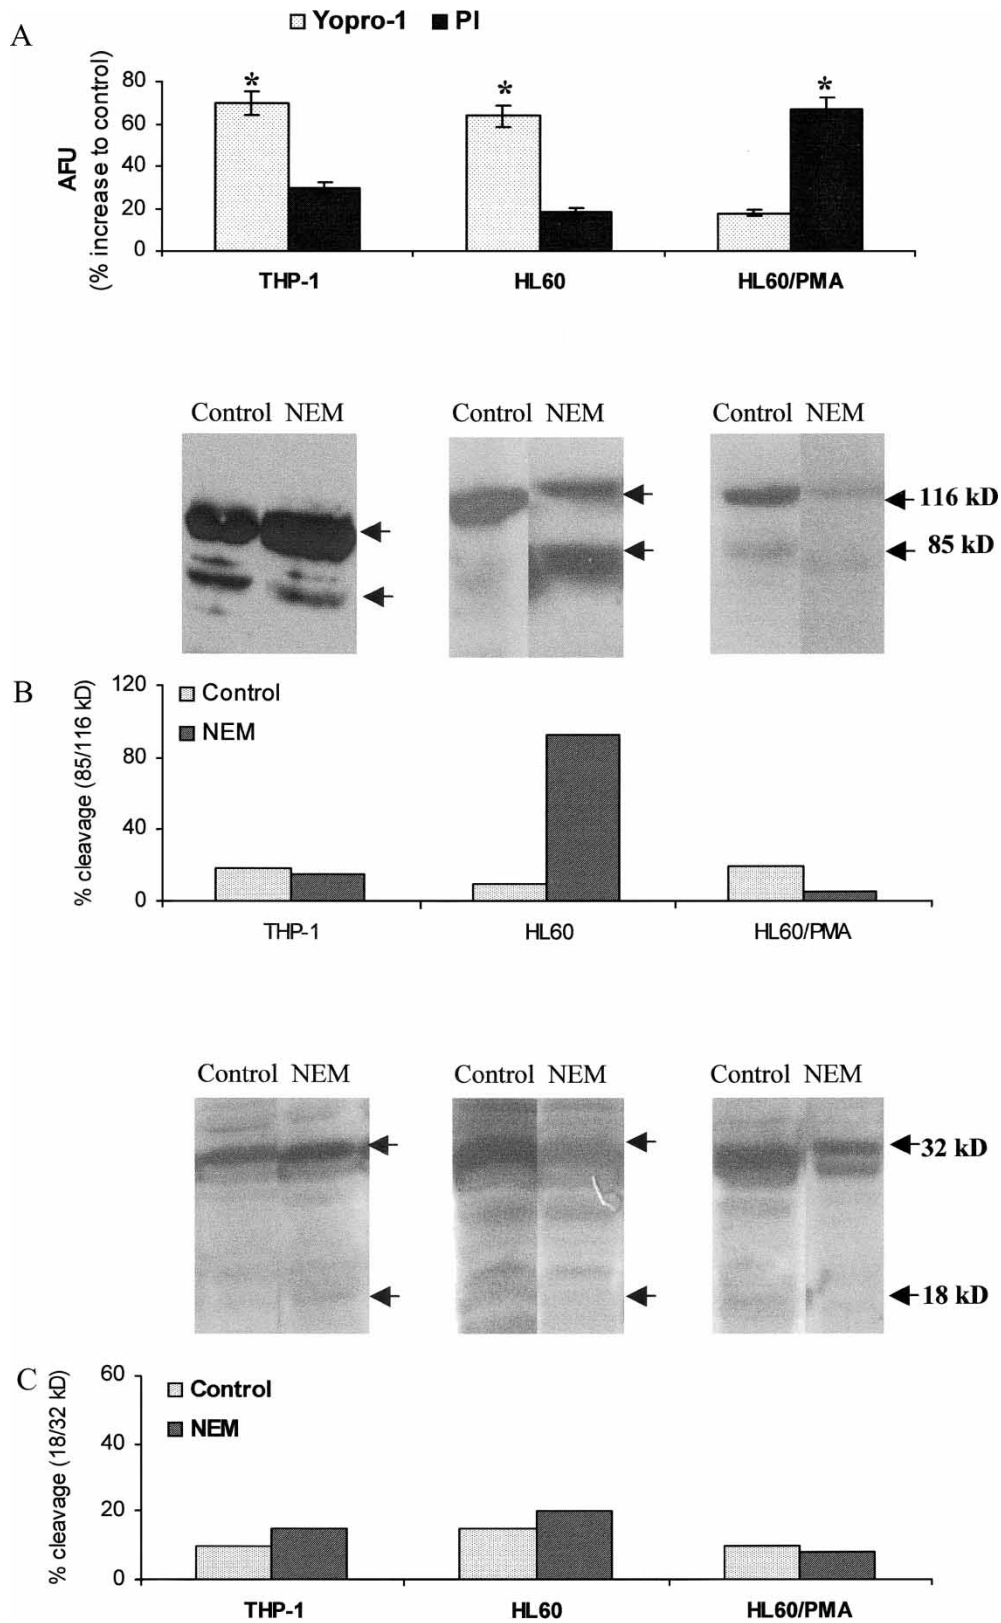 A
Yopro-1 PI
80
60
40
20
0
AFU
(% increase to control)
* * *
THP-1 HL60 HL60/PMA
Control NEM Control NEM Control NEM
116 kD
85 kD
B
120
80
40
0
% cleavage (85/116 kD)
Control
NEM
THP-1 HL60 HL60/PMA
Control NEM Control NEM Control NEM
32 kD
18 kD
C
60
40
20
0
% cleavage (18/32 kD)
Control
NEM
THP-1 HL60 HL60/PMA